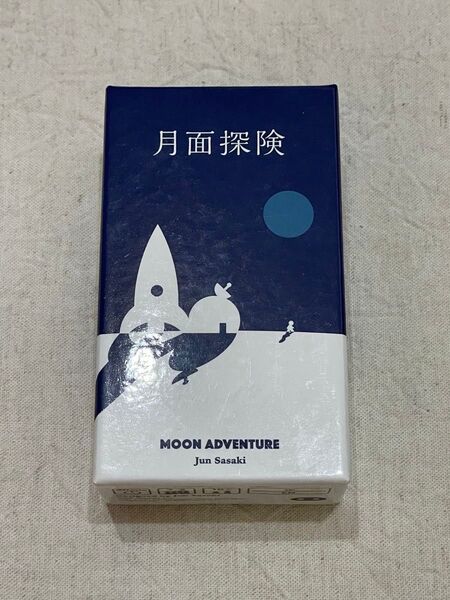 月面探険
MOON ADVENTURE
Jun Sasaki